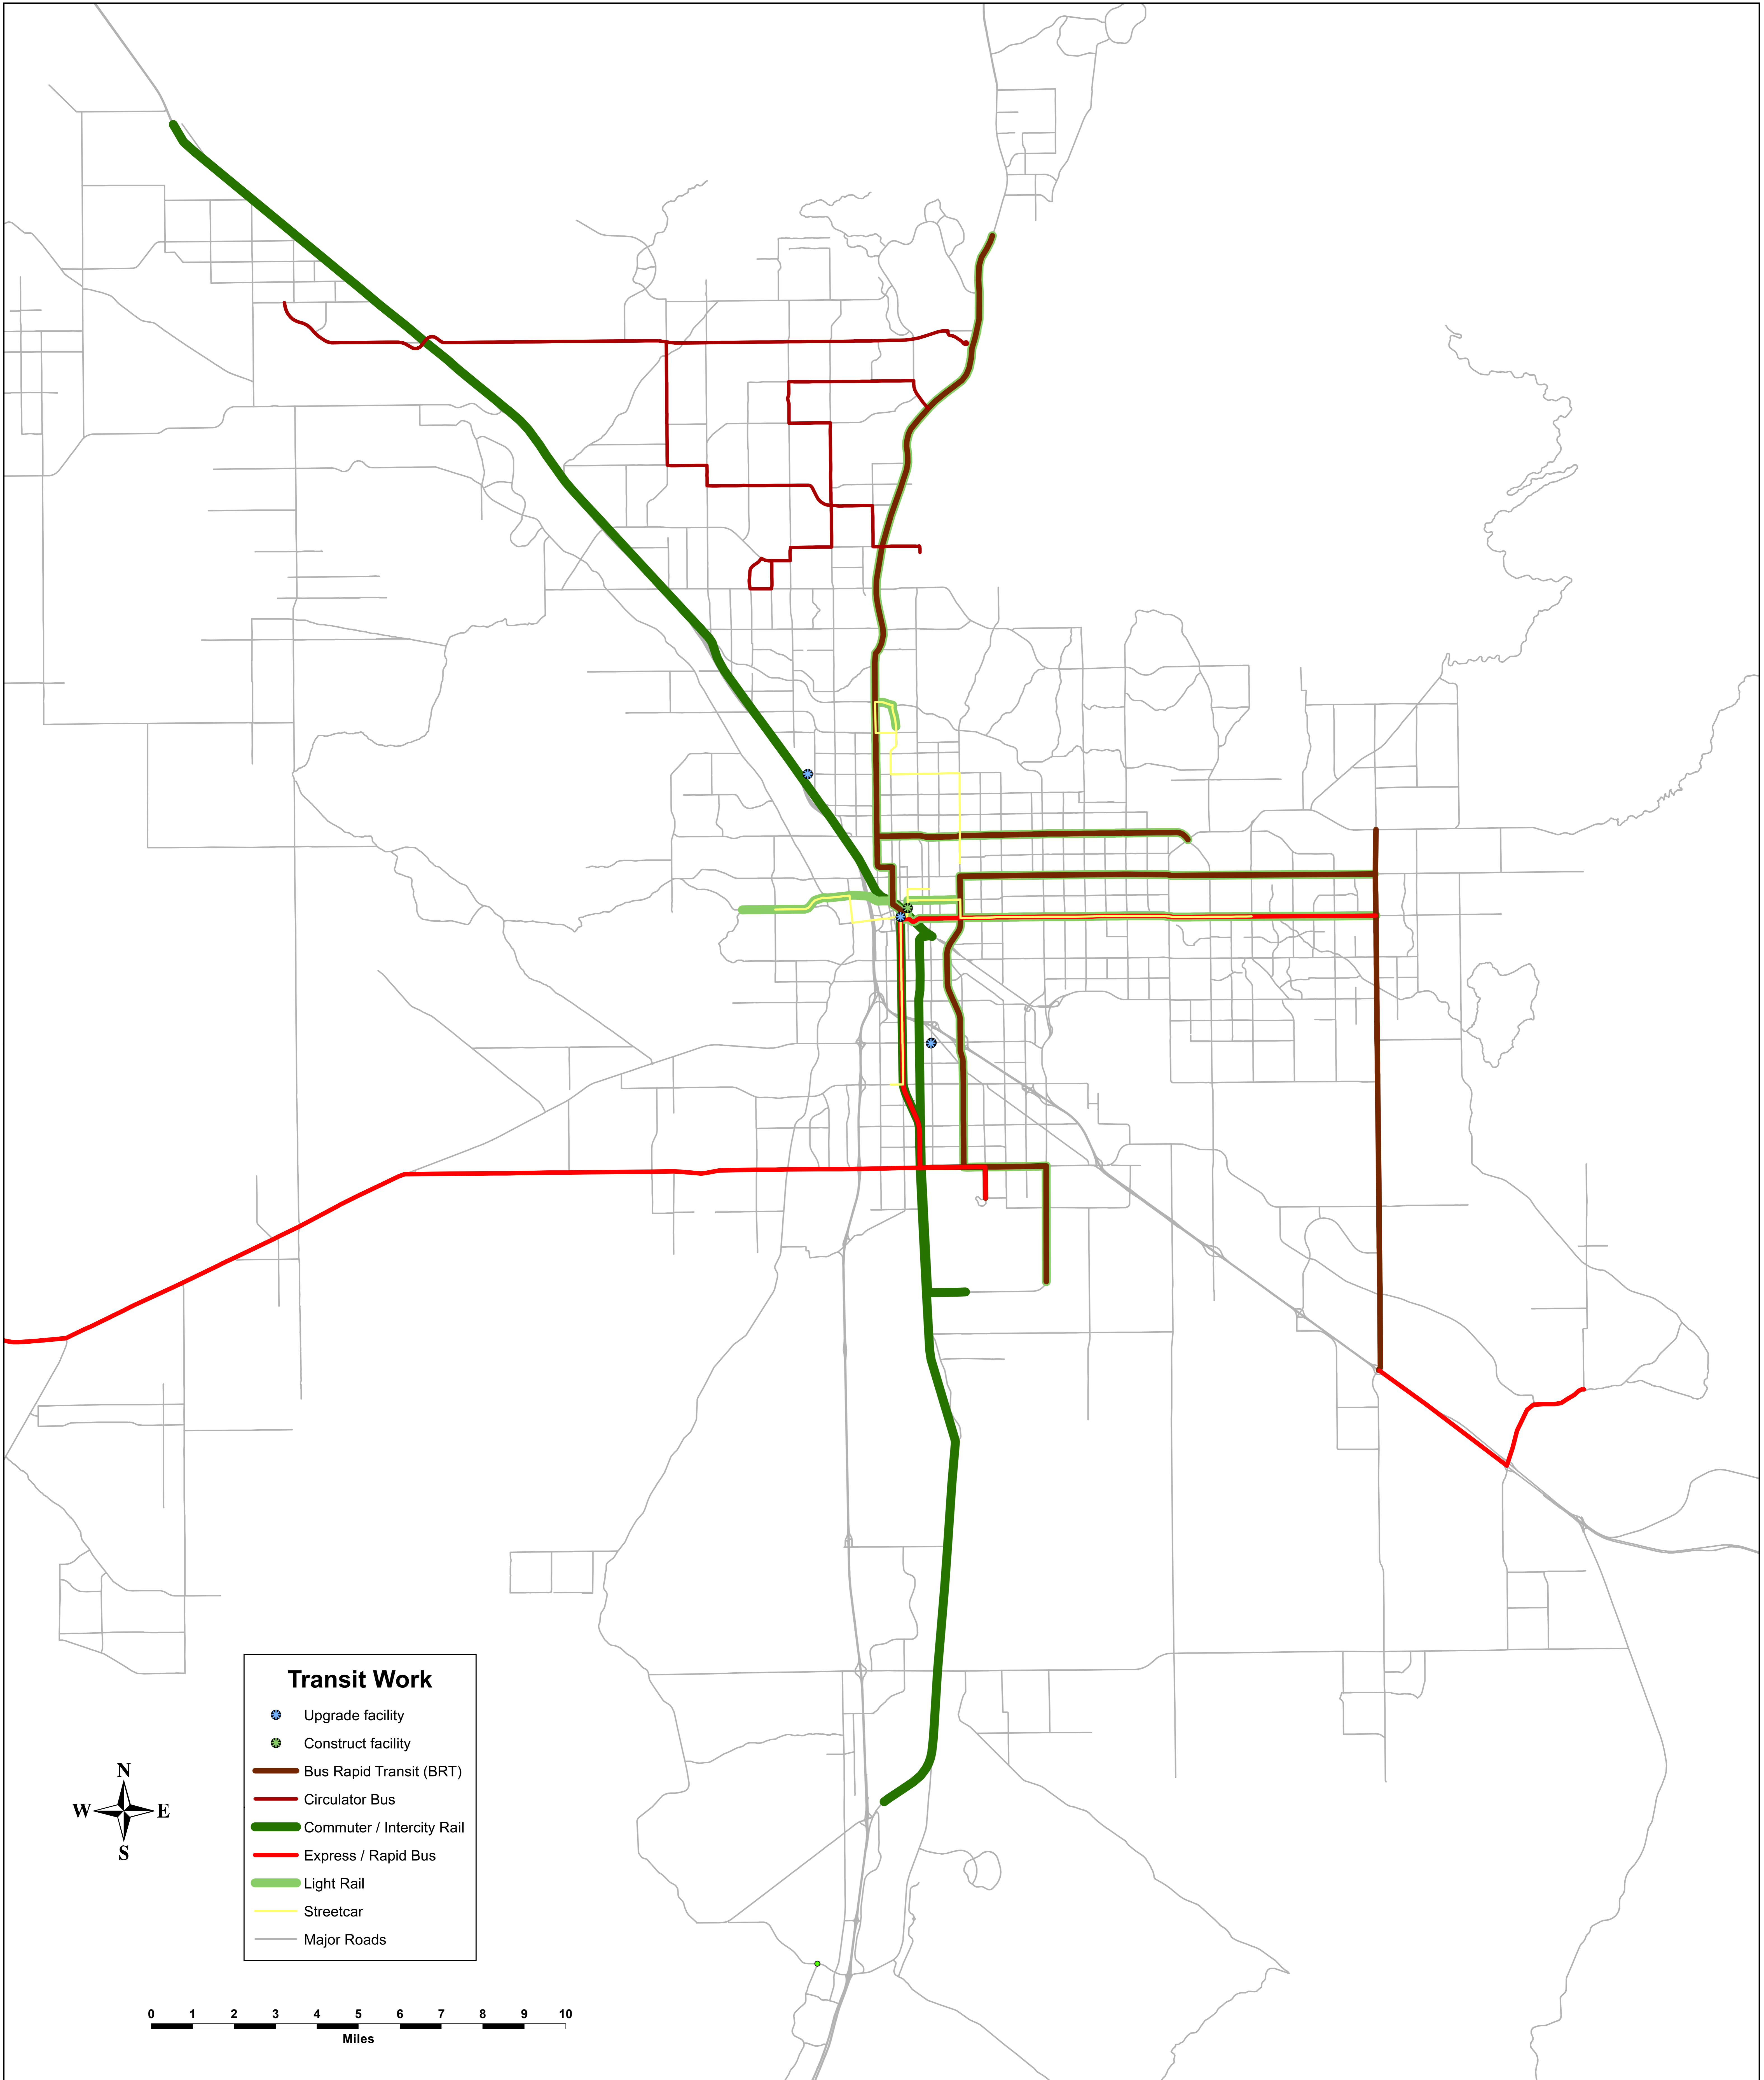 Transit Work
Upgrade facility
Construct facility
Bus Rapid Transit (BRT)
Circulator Bus
Commuter / Intercity Rail
Express / Rapid Bus
Light Rail
Streetcar
Major Roads
N
W E
S
0 1 2 3 4 5 6 7 8 9 10
Miles